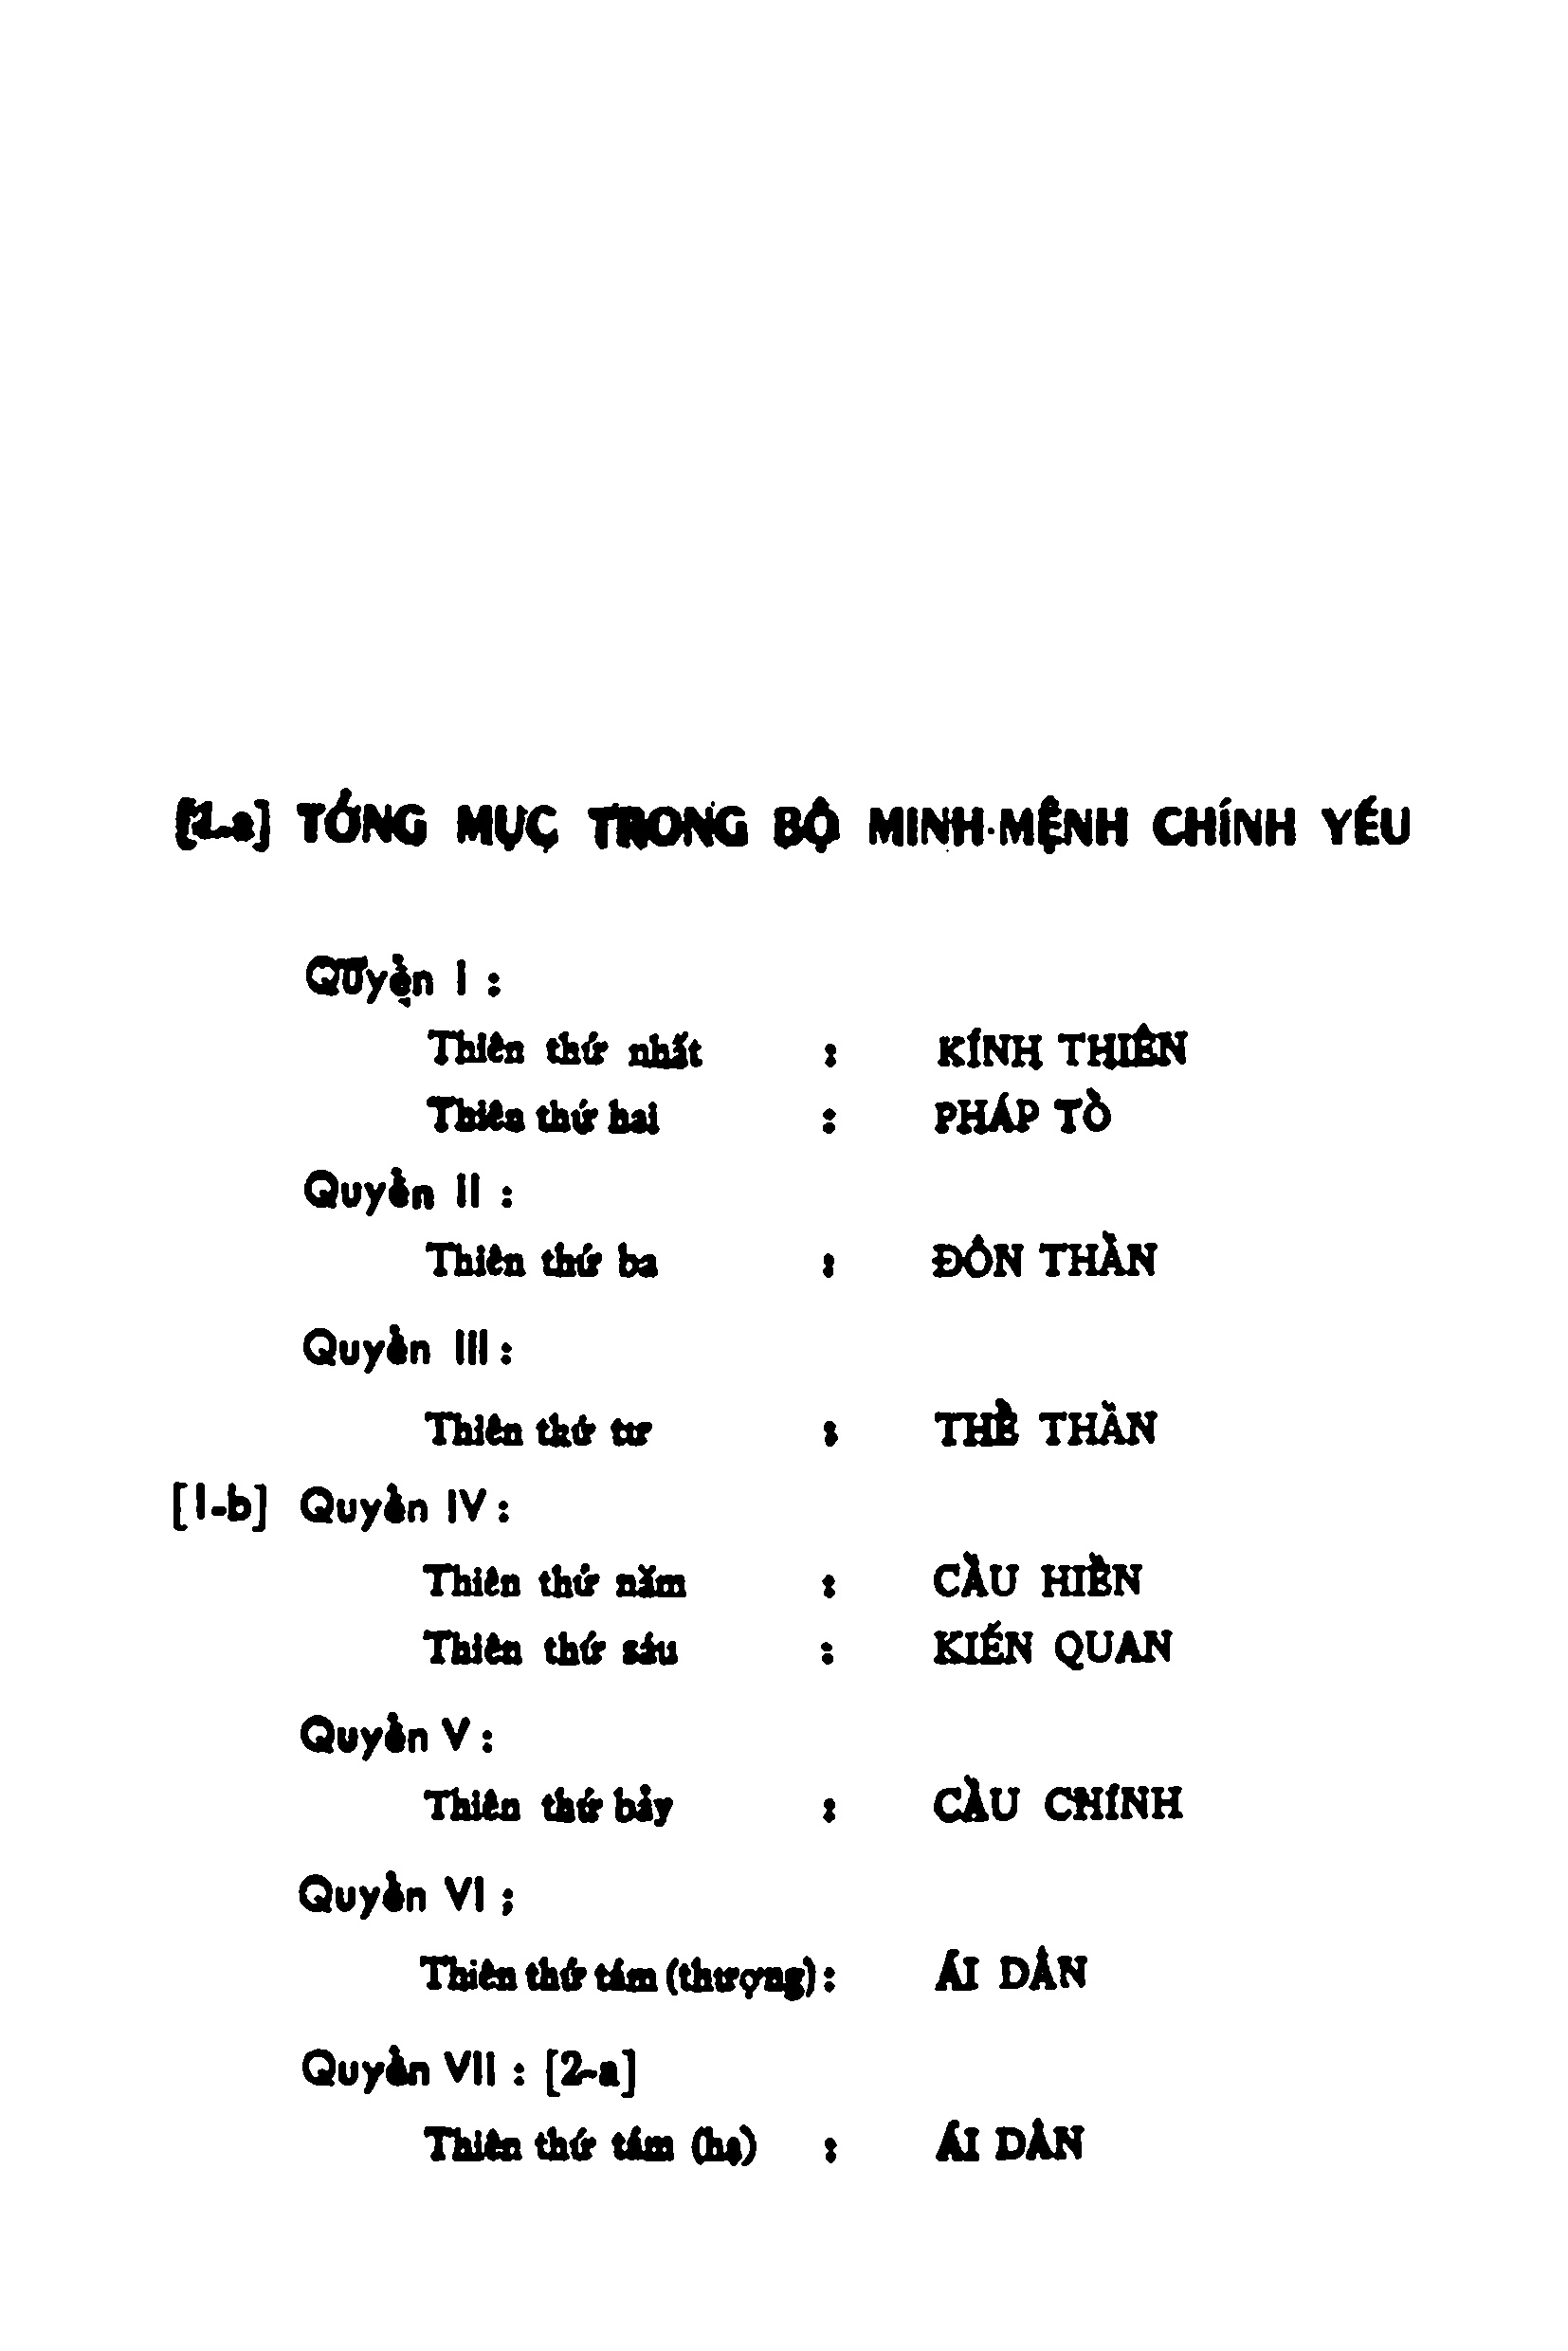 [1-a] TỔNG MỤC TRONG BỘ MINH-MỆNH CHÍNH YẾU
Quyển I :
Thiên thứ nhất : KÍNH THIÊN
Thiên thứ hai : PHÁP TỔ
Quyển II :
Thiên thứ ba : ĐÔN THÂN
Quyển III :
Thiên thứ tư : THỂ THẦN
[I-b] Quyển IV :
Thiên thứ năm : CẦU HIỀN
Thiên thứ sáu : KIẾN QUAN
Quyển V :
Thiên thứ bảy : CẦU CHÍNH
Quyển VI ;
Thiên thứ tám (thượng) : ÁI DÂN
Quyển VII : [2-a]
Thiên thứ tám (hạ) : ÁI DÂN